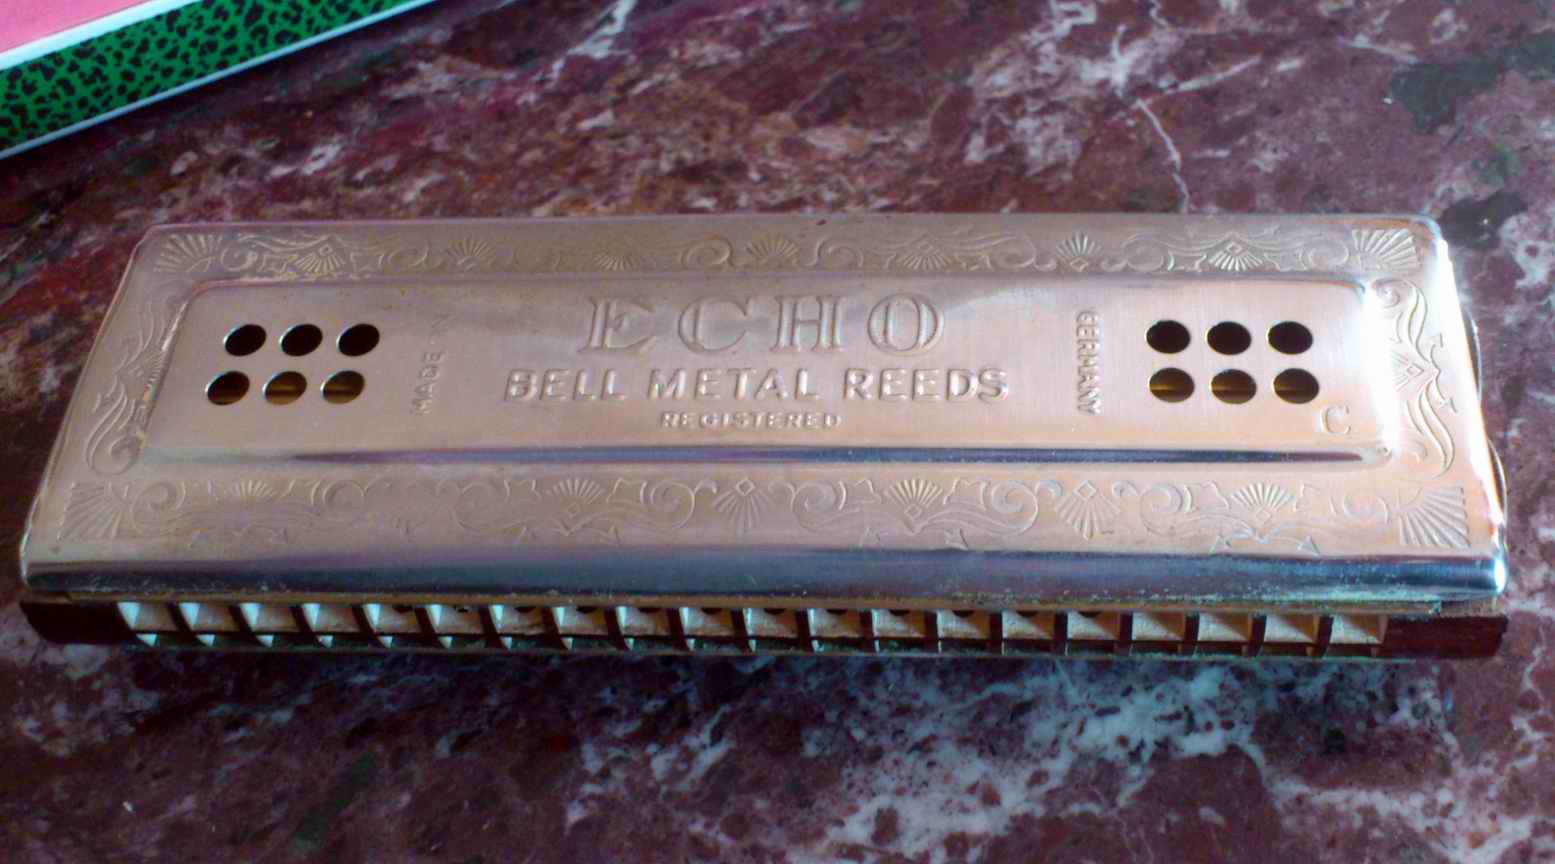 ECHO
BELL METAL REEDS
REGISTERED
MADE IN
GERMANY
C